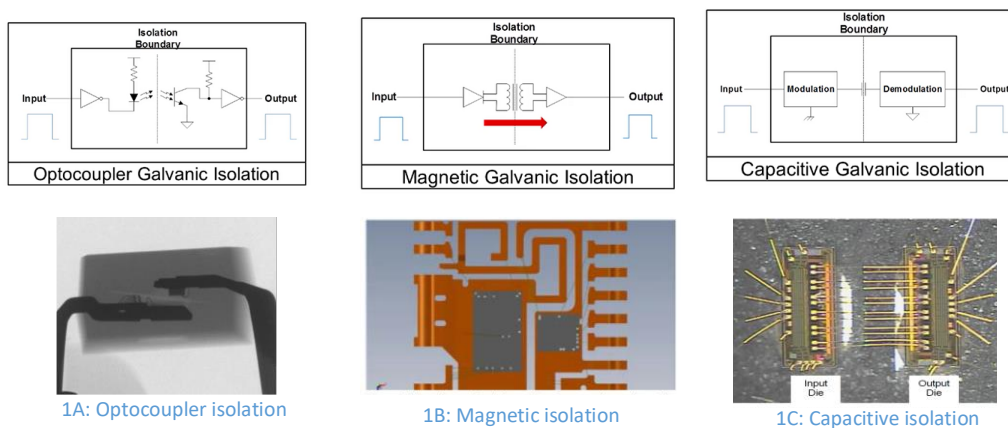 Isolation
Boundary
Input
Output
Optocoupler Galvanic Isolation
Isolation
Boundary
Input
Output
Magnetic Galvanic Isolation
Isolation
Boundary
Input
Modulation
Demodulation
Output
Capacitive Galvanic Isolation
1A: Optocoupler isolation
1B: Magnetic isolation
Input
Die
Output
Die
1C: Capacitive isolation